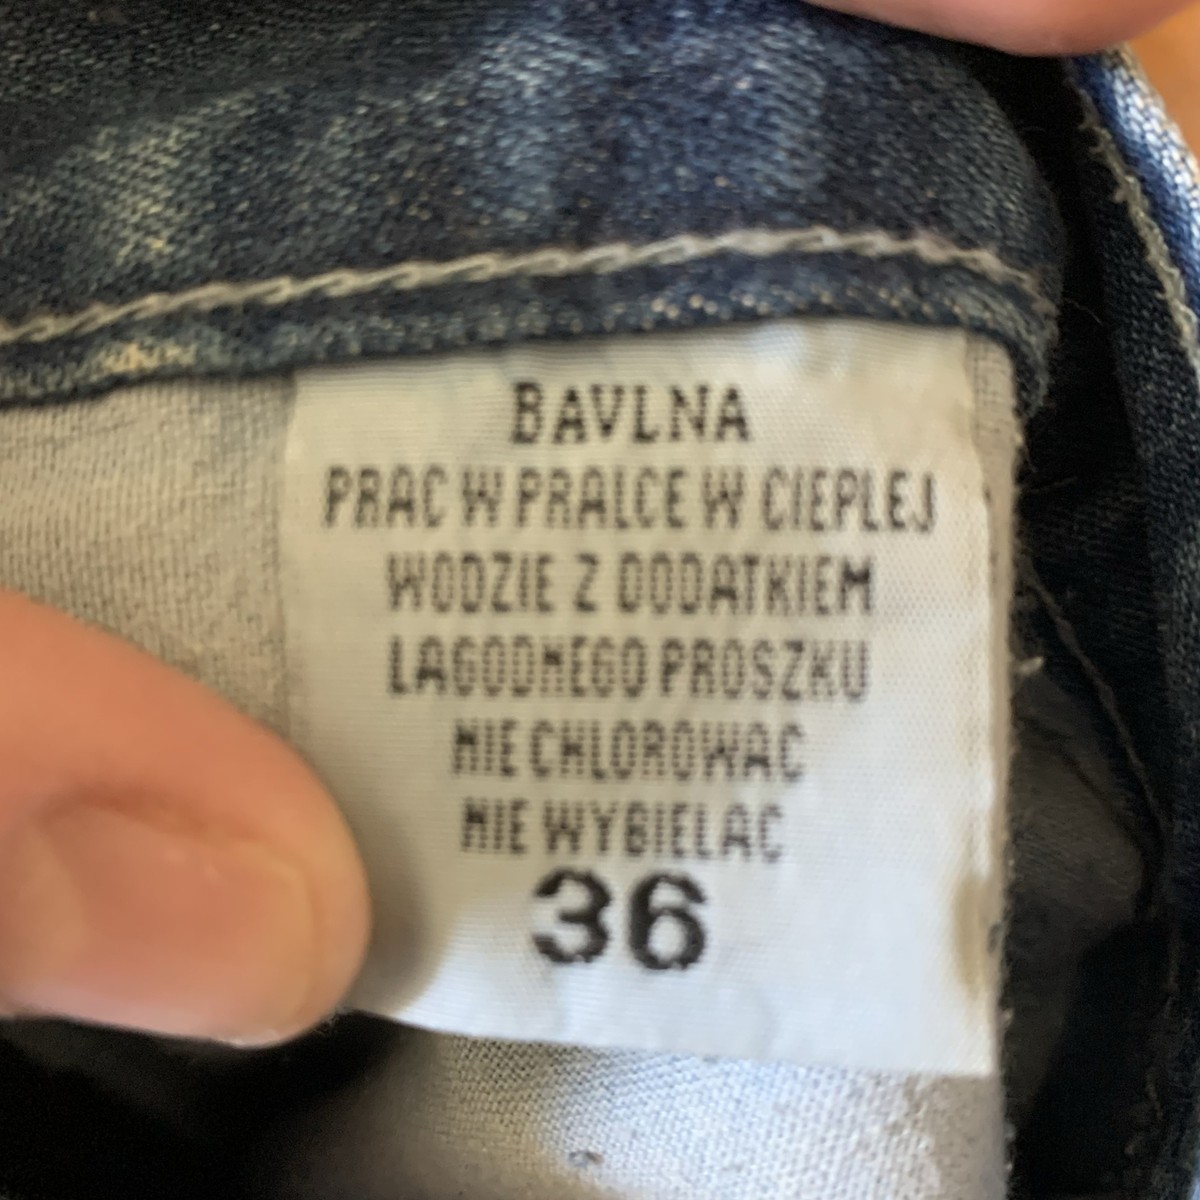 BAVLNA
PRAC W PRALCE W CIEPLEJ
WODZIE Z DODATKIEM
LAGODNEGO PROSZKU
NIE CHLOROWAC
NIE WYBIELAC
36